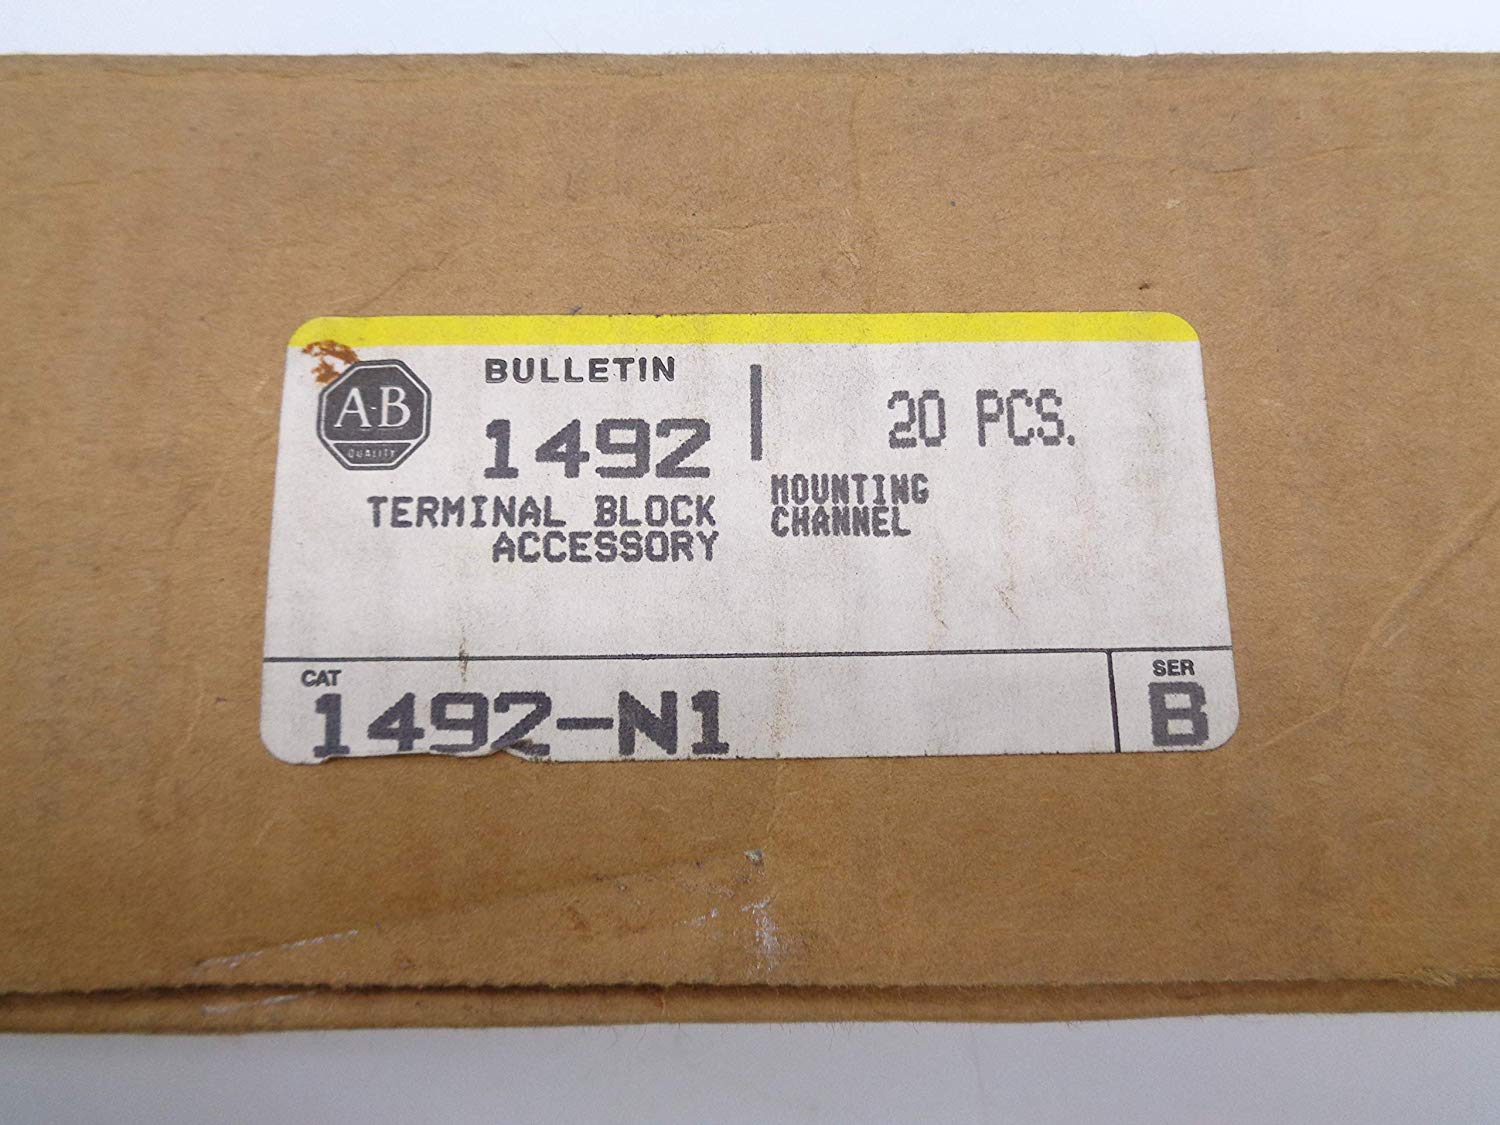 A-B
QUALITY
BULLETIN
1492
TERMINAL BLOCK
ACCESSORY
20 PCS.
MOUNTING
CHANNEL
CAT
1492-N1
SER
B